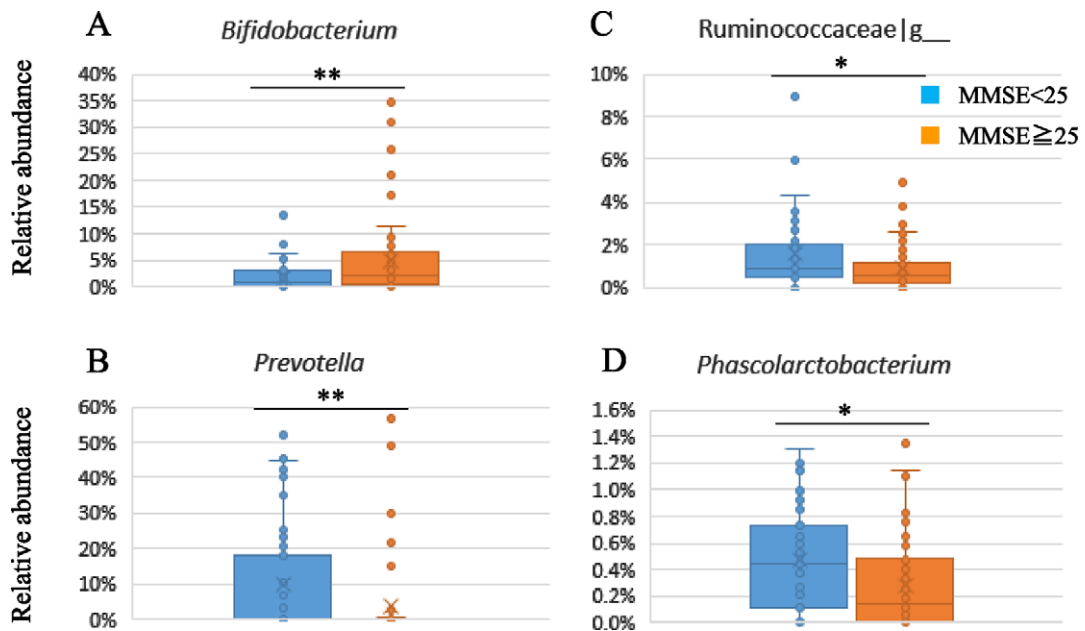 A
Bifidobacterium
**
40%
35%
30%
25%
20%
15%
10%
5%
0%
Relative abundance
C
Ruminococcaceae|g__
*
10%
8%
6%
4%
2%
0%
MMSE<25
MMSE≧25
B
Prevotella
**
60%
50%
40%
30%
20%
10%
0%
Relative abundance
D
Phascolarctobacterium
*
1.6%
1.4%
1.2%
1.0%
0.8%
0.6%
0.4%
0.2%
0.0%